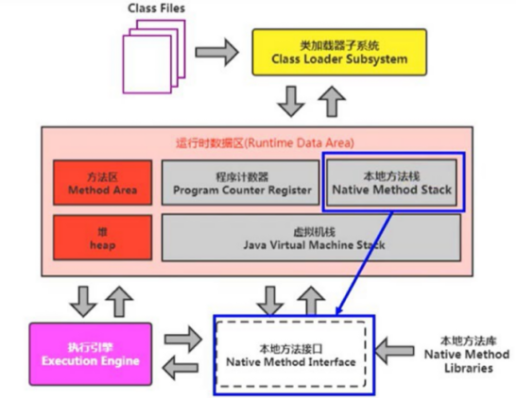 Class Files
类加载器子系统
Class Loader Subsystem
运行时数据区(Runtime Data Area)
方法区
Method Area
程序计数器
Program Counter Register
本地方法栈
Native Method Stack
堆
heap
虚拟机栈
Java Virtual Machine Stack
执行引擎
Execution Engine
本地方法接口
Native Method Interface
本地方法库
Native Method
Libraries